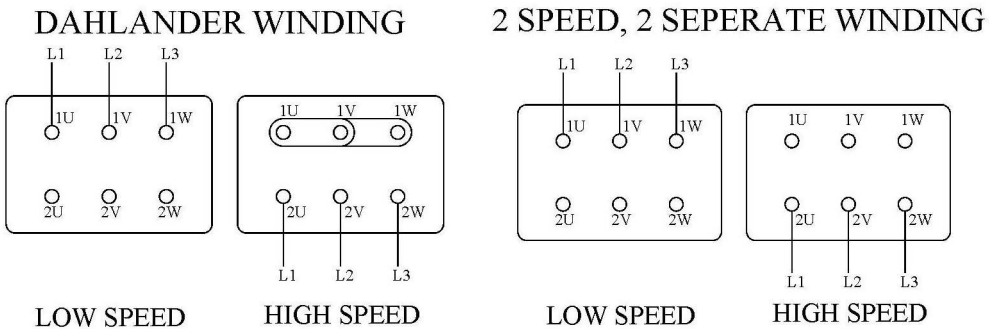 DAHLANDER WINDING
L1 L2 L3
1U 1V 1W
2U 2V 2W
LOW SPEED
1U 1V 1W
2U 2V 2W
L1 L2 L3
HIGH SPEED
2 SPEED, 2 SEPERATE WINDING
L1 L2 L3
1U 1V 1W
2U 2V 2W
LOW SPEED
1U 1V 1W
2U 2V 2W
L1 L2 L3
HIGH SPEED